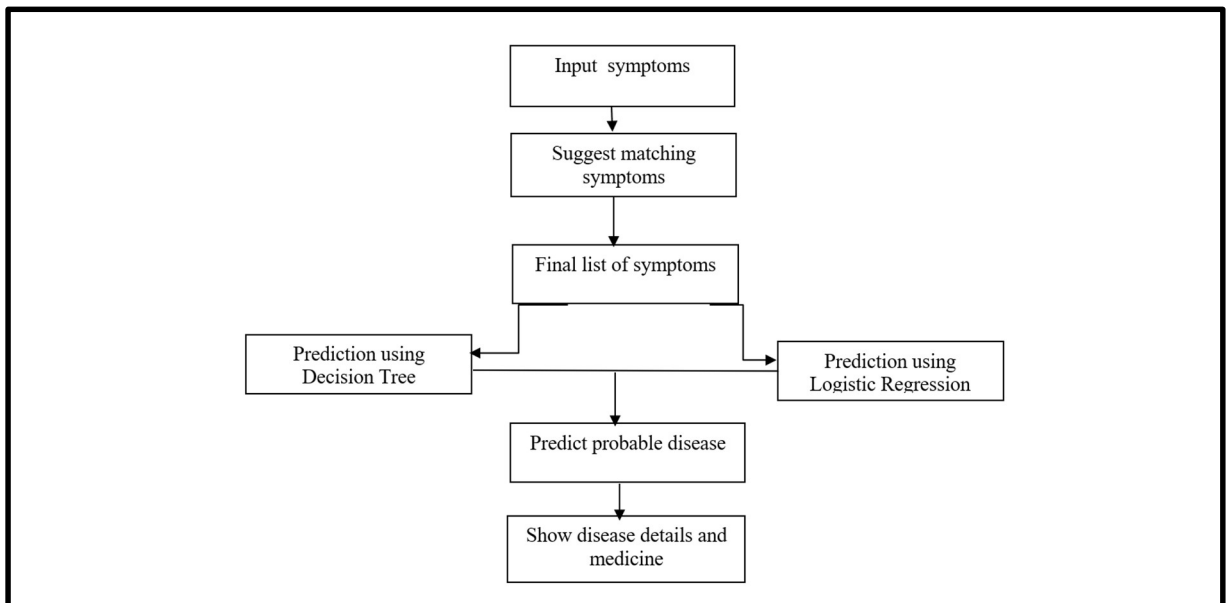 Input symptoms
Suggest matching
symptoms
Final list of symptoms
Prediction using
Decision Tree
Prediction using
Logistic Regression
Predict probable disease
Show disease details and
medicine